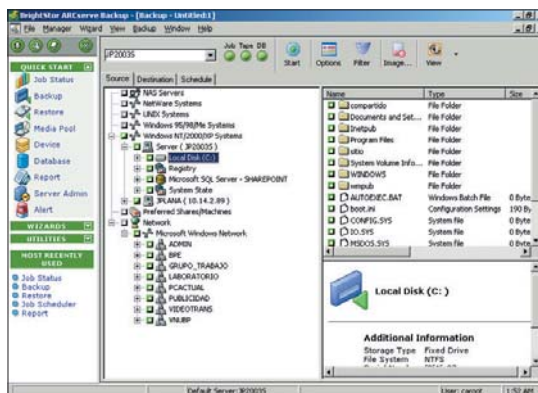 BrightStor ARCserve Backup - [Backup - Untitled:1]
File Manager Wizard View Backup Window Help
JP20035
Job Tape DB
Start Options Filter Image... View
QUICK START
Job Status
Backup
Restore
Media Pool
Device
Database
Report
Server Admin
Alert
WIZARDS
UTILITIES
MOST RECENTLY USED
Job Status
Backup
Restore
Job Scheduler
Report
Source Destination Schedule
NAS Servers
NetWare Systems
UNIX Systems
Windows 95/98/Me Systems
Windows NT/2000/XP Systems
Server ( JP20035 )
Local Disk (C:)
Registry
Microsoft SQL Server - SHAREPOINT
System State
JPLANA ( 10.14.2.89 )
Preferred Shares/Machines
Network
Microsoft Windows Network
ADMIN
BPE
GRUPO_TRABAJO
LABORATORIO
PCACTUAL
PUBLICIDAD
VIDEOTRANS
VNUBP
Name Type Size
compartido File Folder
Documents and Set... File Folder
Inetpub File Folder
Program Files File Folder
sitio File Folder
System Volume Info... File Folder
WINDOWS File Folder
wmpub File Folder
AUTOEXEC.BAT Windows Batch File 0 Byte
boot.ini Configuration Settings 190 By
CONFIG.SYS System file 0 Byte
IO.SYS System file 0 Byte
MSDOS.SYS System file 0 Byte
Local Disk (C: )
Additional Information
Storage Type Fixed Drive
File System NTFS
Default Server:JP20035
User: caroot
1:52 AM